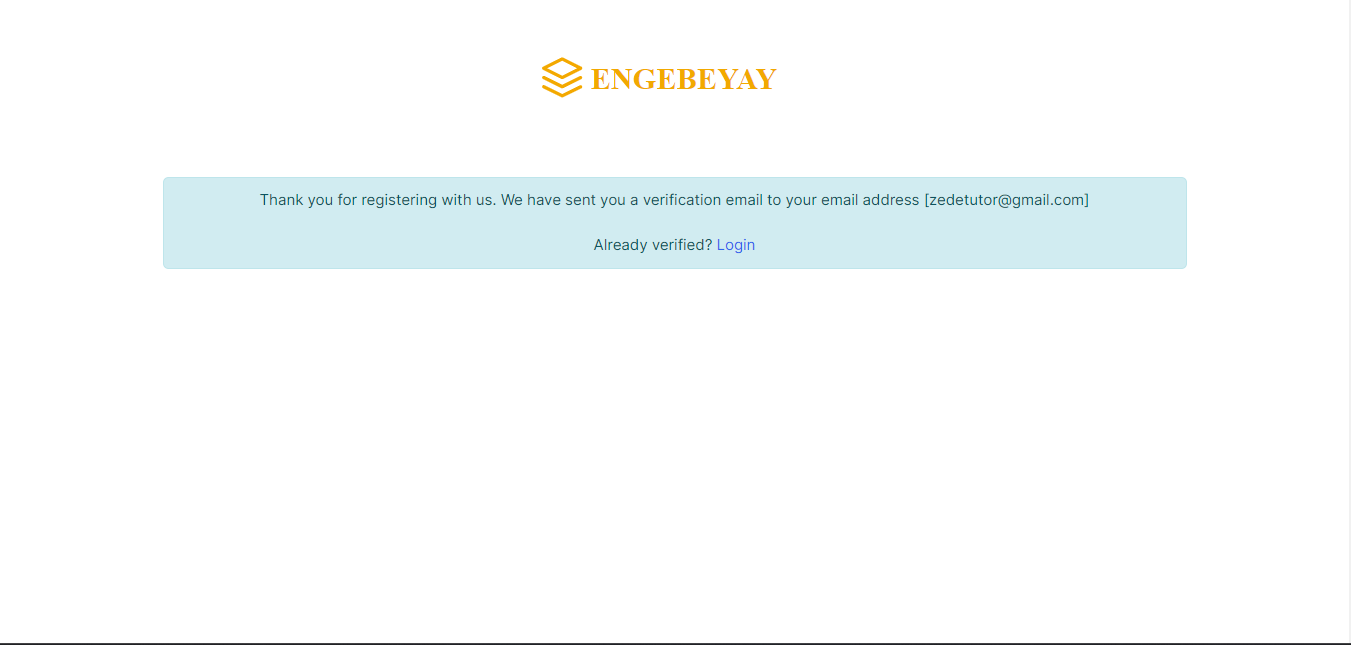 ENGEBEYAY
Thank you for registering with us. We have sent you a verification email to your email address [zedetutor@gmail.com]
Already verified? Login